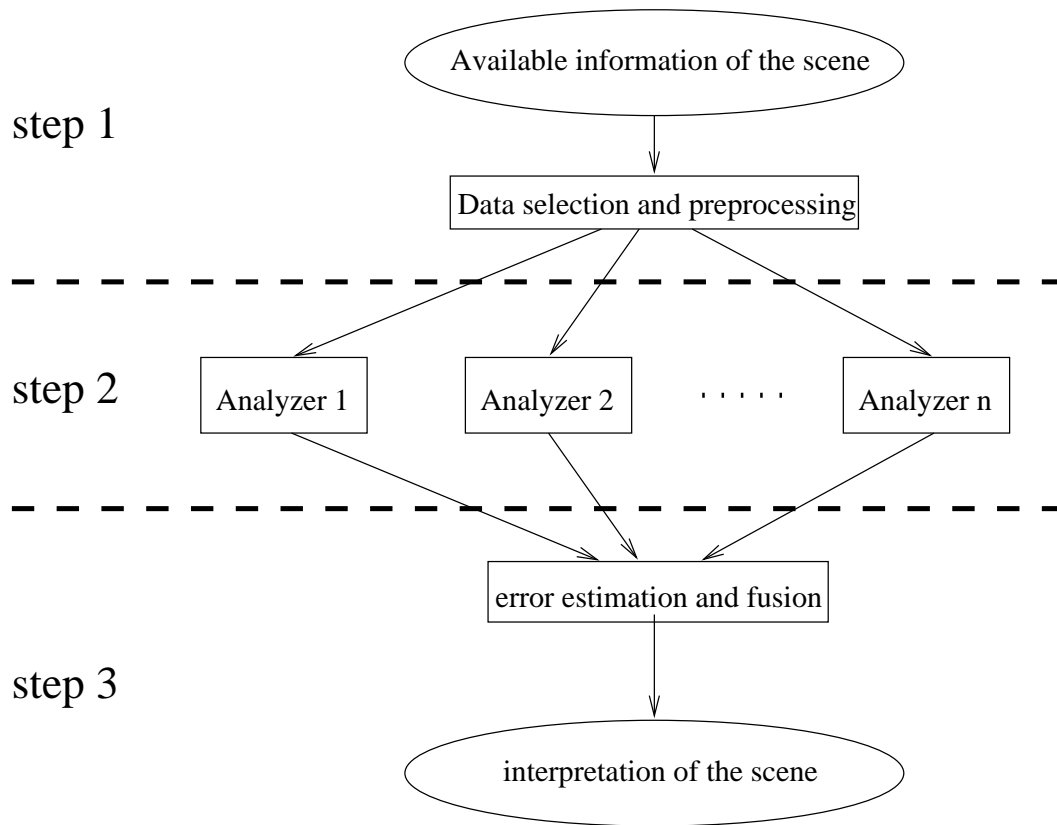 Available information of the scene
step 1
Data selection and preprocessing
step 2
Analyzer 1
Analyzer 2
. . . . .
Analyzer n
error estimation and fusion
step 3
interpretation of the scene